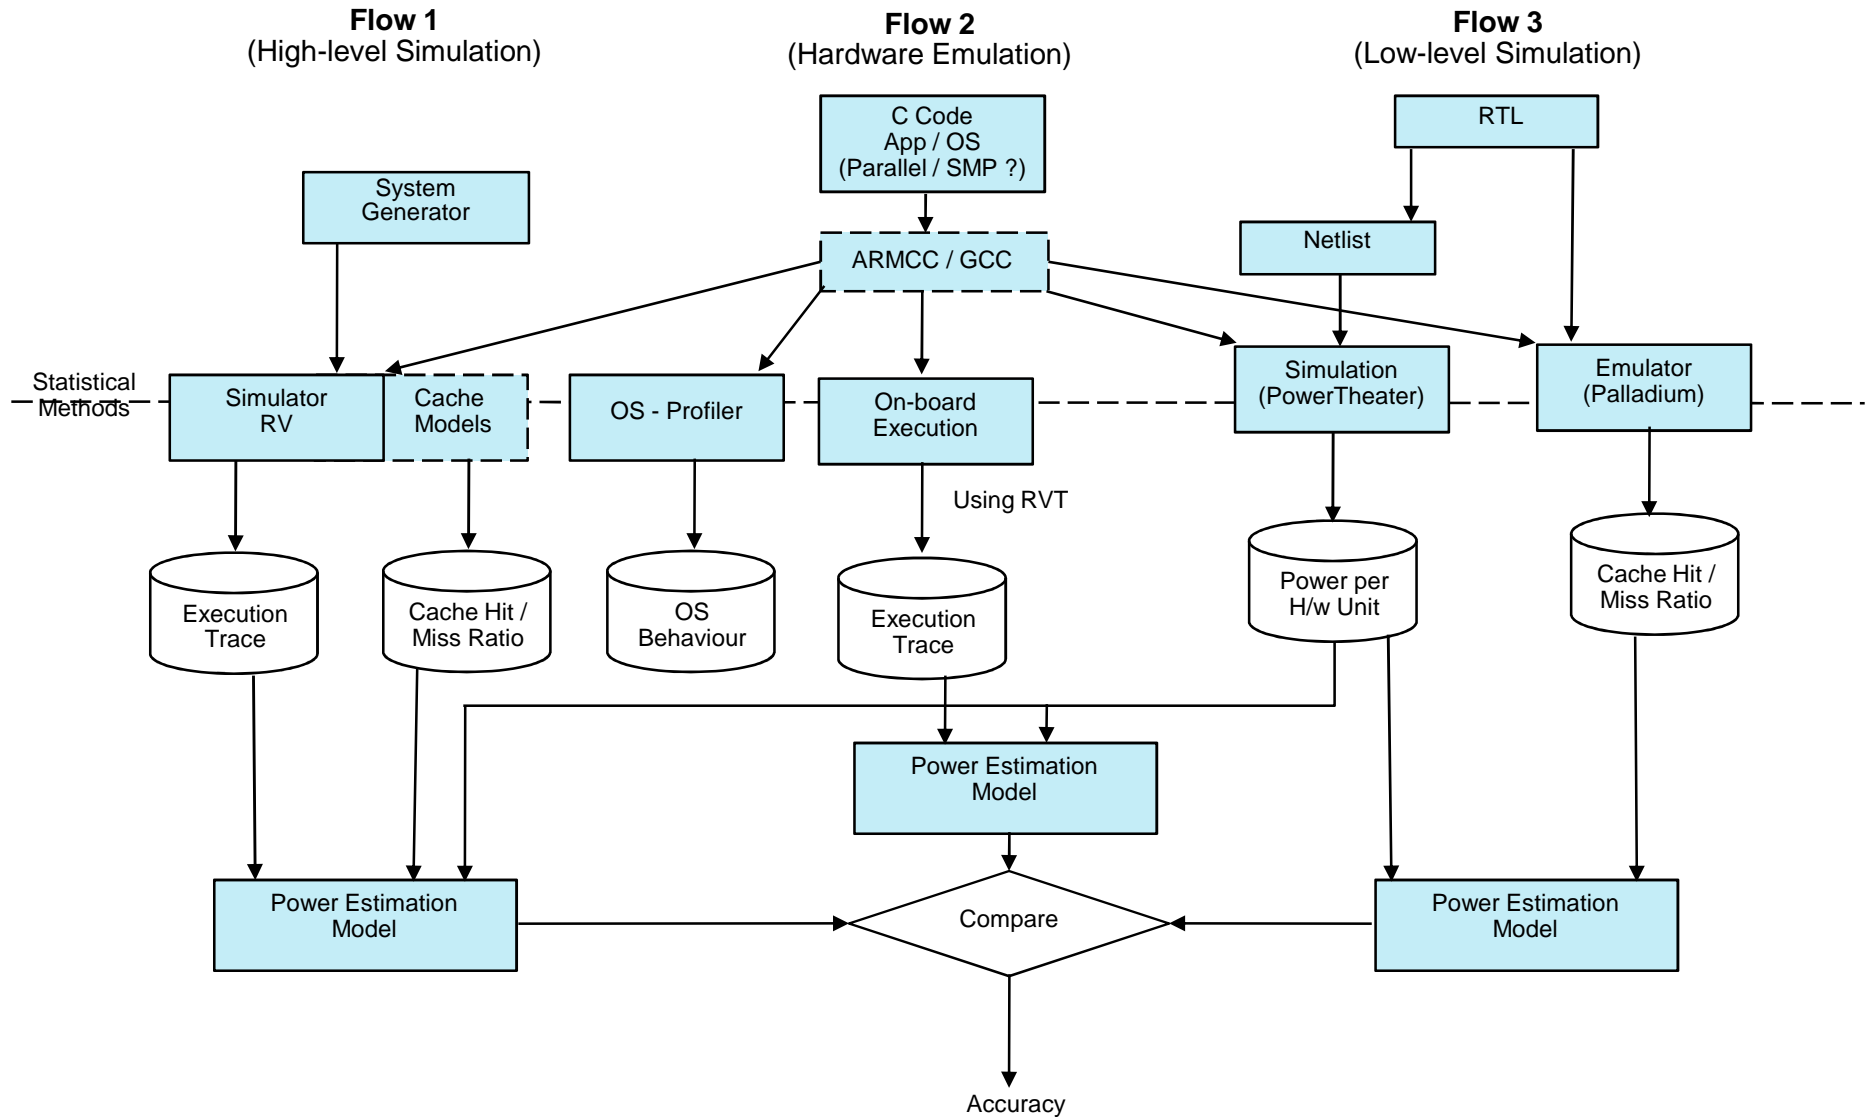 Flow 1
(High-level Simulation)
Flow 2
(Hardware Emulation)
Flow 3
(Low-level Simulation)
C Code
App / OS
(Parallel / SMP ?)
RTL
System
Generator
Netlist
ARMCC / GCC
Statistical
Methods
Simulator
RV
Cache
Models
OS - Profiler
On-board
Execution
Simulation
(PowerTheater)
Emulator
(Palladium)
Using RVT
Execution
Trace
Cache Hit /
Miss Ratio
OS
Behaviour
Execution
Trace
Power per
H/w Unit
Cache Hit /
Miss Ratio
Power Estimation
Model
Power Estimation
Model
Compare
Power Estimation
Model
Accuracy